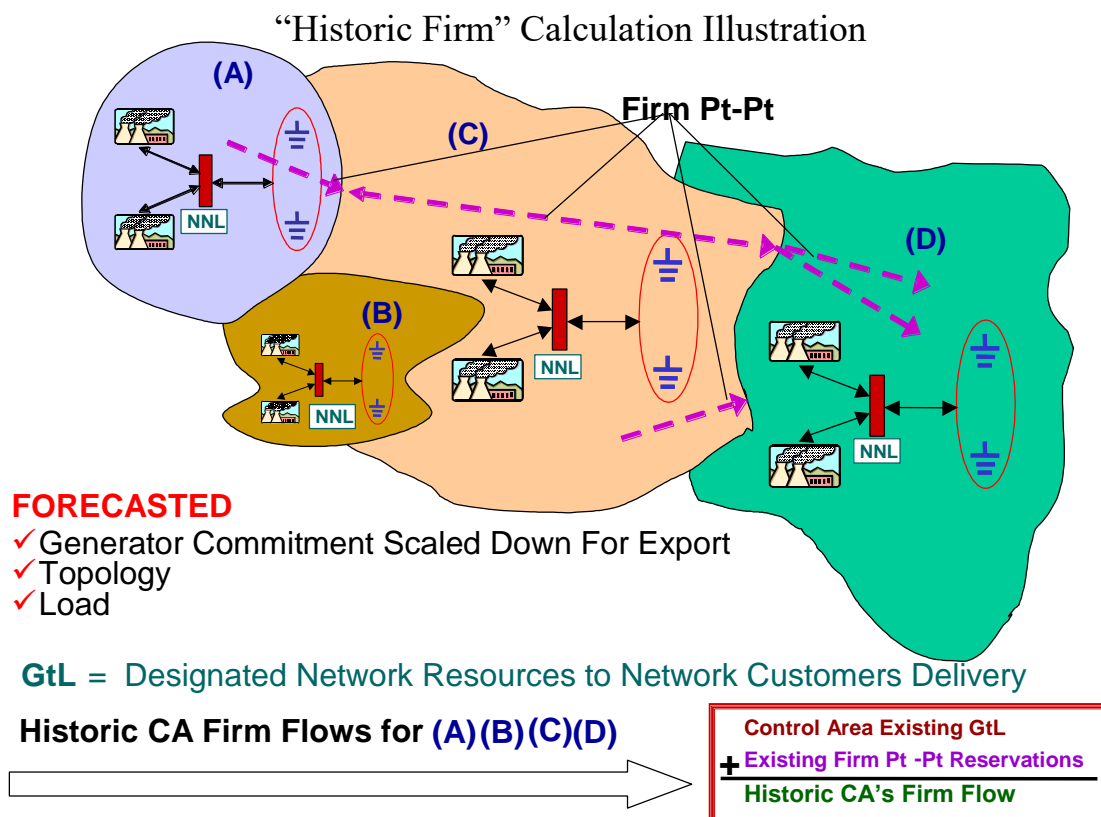 “Historic Firm” Calculation Illustration
(A)
Firm Pt-Pt
(C)
(D)
NNL
(B)
NNL
NNL
NNL
FORECASTED
✓Generator Commitment Scaled Down For Export
✓Topology
✓Load
GtL = Designated Network Resources to Network Customers Delivery
Historic CA Firm Flows for (A)(B)(C)(D)
Control Area Existing GtL
+ Existing Firm Pt -Pt Reservations
Historic CA's Firm Flow